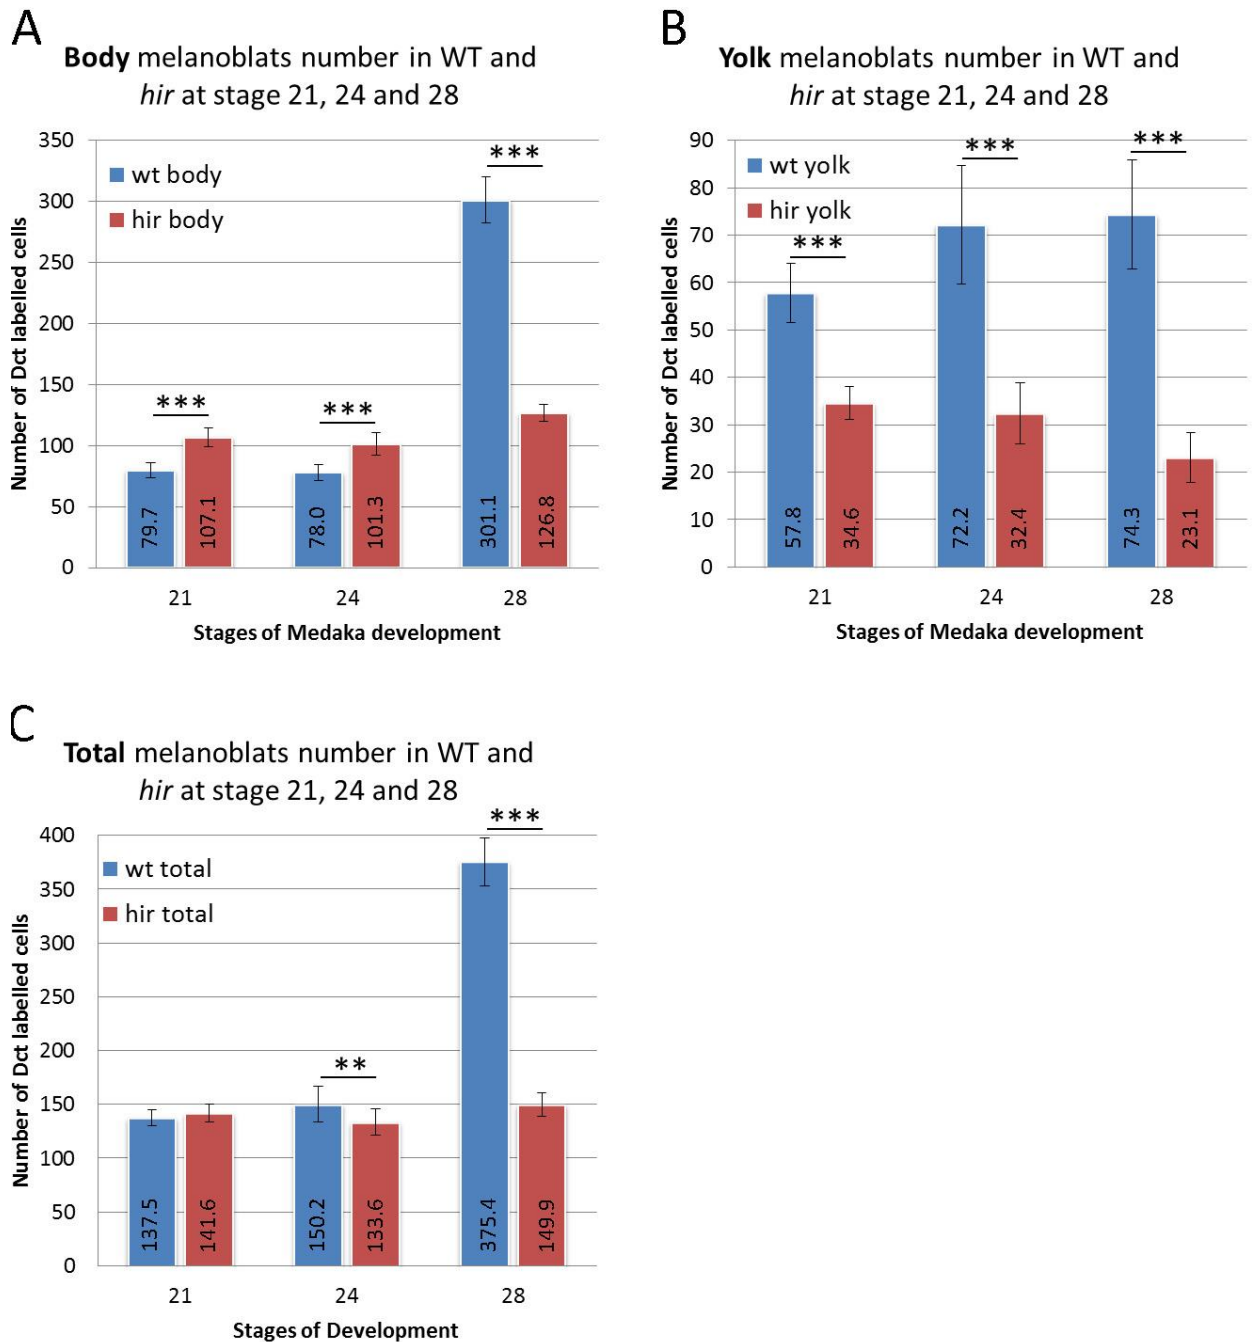 A
Body melanoblats number in WT and
hir at stage 21, 24 and 28
Number of Dct labelled cells
350
300
250
200
150
100
50
0
wt body
hir body
***
***
***
79.7
107.1
78.0
101.3
301.1
126.8
21
24
28
Stages of Medaka development
B
Yolk melanoblats number in WT and
hir at stage 21, 24 and 28
Number of Dct labelled cells
90
80
70
60
50
40
30
20
10
0
wt yolk
hir yolk
***
***
***
57.8
34.6
72.2
32.4
74.3
23.1
21
24
28
Stages of Medaka development
C
Total melanoblats number in WT and
hir at stage 21, 24 and 28
Number of Dct labelled cells
400
350
300
250
200
150
100
50
0
wt total
hir total
**
***
137.5
141.6
150.2
133.6
375.4
149.9
21
24
28
Stages of Development